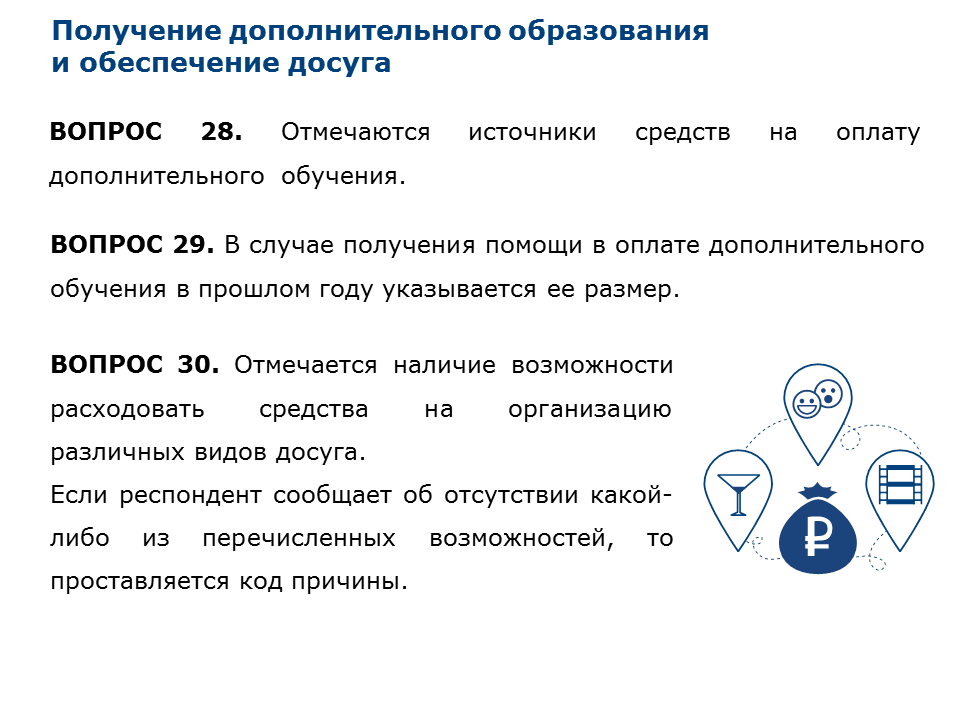 Получение дополнительного образования
и обеспечение досуга
ВОПРОС 28. Отмечаются источники средств на оплату
дополнительного обучения.
ВОПРОС 29. В случае получения помощи в оплате дополнительного
обучения в прошлом году указывается ее размер.
ВОПРОС 30. Отмечается наличие возможности
расходовать средства на организацию
различных видов досуга.
Если респондент сообщает об отсутствии какой-
либо из перечисленных возможностей, то
проставляется код причины.
₽